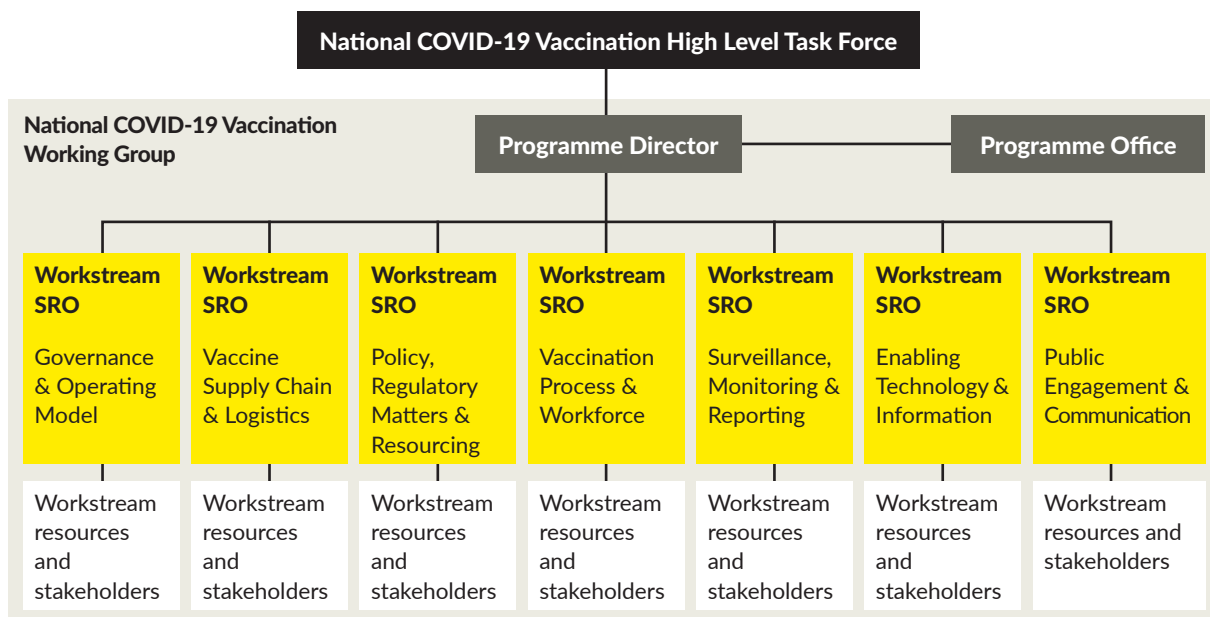 National COVID-19 Vaccination High Level Task Force
National COVID-19 Vaccination
Working Group
Programme Director
Programme Office
Workstream
SRO
Governance
& Operating
Model
Workstream
SRO
Vaccine
Supply Chain
& Logistics
Workstream
SRO
Policy,
Regulatory
Matters &
Resourcing
Workstream
SRO
Vaccination
Process &
Workforce
Workstream
SRO
Surveillance,
Monitoring &
Reporting
Workstream
SRO
Enabling
Technology &
Information
Workstream
SRO
Public
Engagement &
Communication
Workstream
resources
and
stakeholders
Workstream
resources
and
stakeholders
Workstream
resources
and
stakeholders
Workstream
resources
and
stakeholders
Workstream
resources
and
stakeholders
Workstream
resources
and
stakeholders
Workstream
resources and
stakeholders